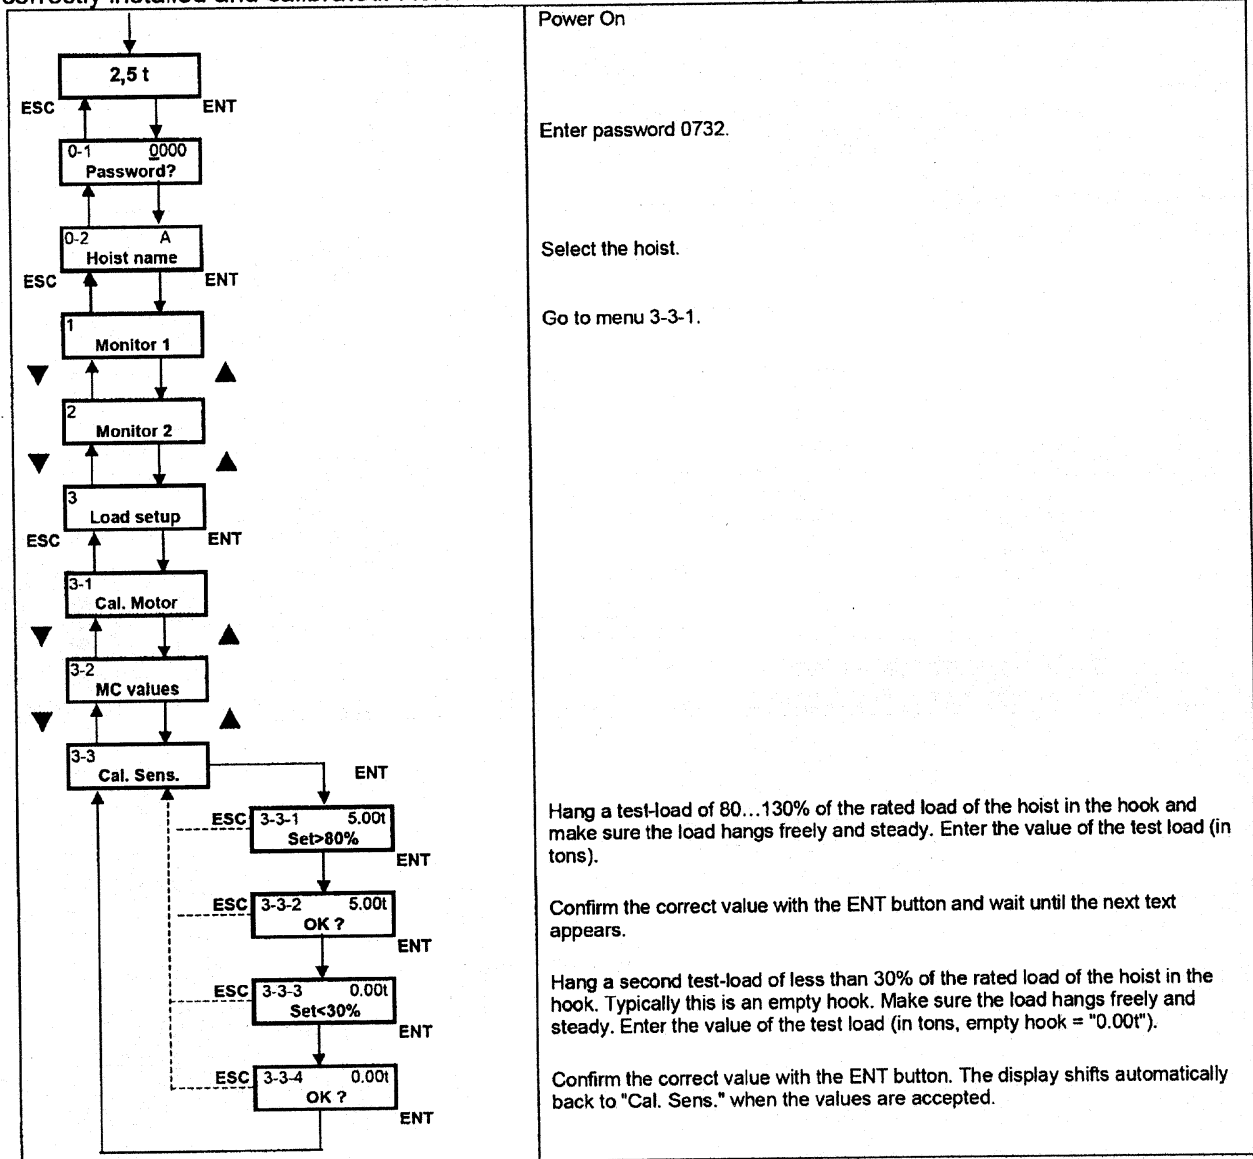 correctly installed and calibrated.
Power On
2,5 t
ESC
ENT
Enter password 0732.
0-1 0000
Password?
0-2 A
Hoist name
Select the hoist.
ESC
ENT
1
Monitor 1
Go to menu 3-3-1.
▼ ▲
2
Monitor 2
▼ ▲
3
Load setup
ESC
ENT
3-1
Cal. Motor
▼ ▲
3-2
MC values
▼ ▲
3-3
Cal. Sens.
ENT
ESC
3-3-1 5.00t
Set>80%
ENT
Hang a test-load of 80...130% of the rated load of the hoist in the hook and
make sure the load hangs freely and steady. Enter the value of the test load (in
tons).
ESC
3-3-2 5.00t
OK ?
ENT
Confirm the correct value with the ENT button and wait until the next text
appears.
ESC
3-3-3 0.00t
Set<30%
ENT
Hang a second test-load of less than 30% of the rated load of the hoist in the
hook. Typically this is an empty hook. Make sure the load hangs freely and
steady. Enter the value of the test load (in tons, empty hook = "0.00t").
ESC
3-3-4 0.00t
OK ?
ENT
Confirm the correct value with the ENT button. The display shifts automatically
back to "Cal. Sens." when the values are accepted.